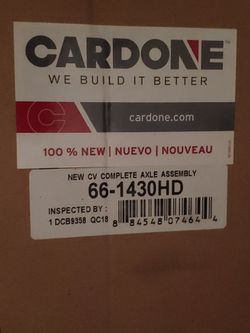 CARDONE™
WE BUILD IT BETTER
cardone.com
100 % NEW | NUEVO | NOUVEAU
NEW CV COMPLETE AXLE ASSEMBLY
66-1430HD
INSPECTED BY :
1 DCB9358 QC18
8 84548 07464 4